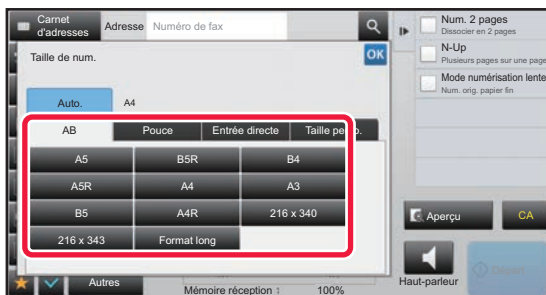 Carnet
d'adresses
Adresse
Numéro de fax
Taille de num.
OK
Auto.
A4
AB
Pouce
Entrée directe
Taille
A5
B5R
B4
A5R
A4
A3
B5
A4R
216 x 340
216 x 343
Format long
Autres
Mémoire réception :
100%
Num. 2 pages
Dissocier en 2 pages
N-Up
Plusieurs pages sur une page
Mode numérisation lente
Num. orig. papier fin
Aperçu
CA
Haut-parleur
Départ